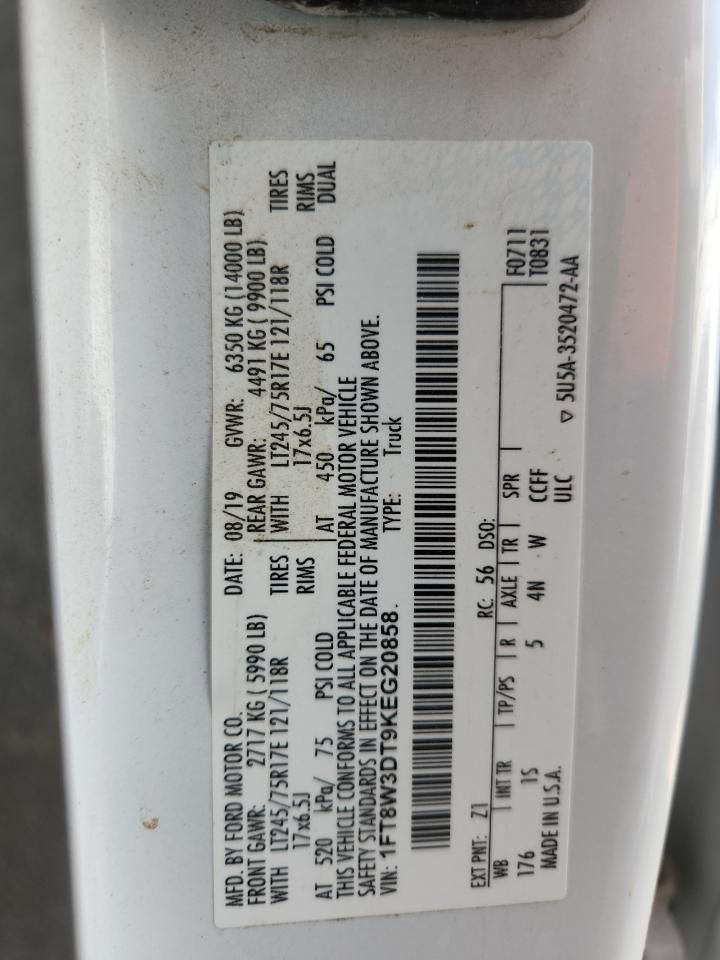 MFD. BY FORD MOTOR CO. DATE: 08/19 GVWR: 6350 KG (14000 LB)
FRONT GAWR: 2717 KG ( 5990 LB) REAR GAWR: 4491 KG ( 9900 LB)
WITH LT245/75R17E 121/118R TIRES WITH LT245/75R17E 121/118R TIRES
17x6.5J RIMS 17x6.5J RIMS
AT 520 kPa/ 75 PSI COLD AT 450 kPa/ 65 PSI COLD DUAL
THIS VEHICLE CONFORMS TO ALL APPLICABLE FEDERAL MOTOR VEHICLE
SAFETY STANDARDS IN EFFECT ON THE DATE OF MANUFACTURE SHOWN ABOVE.
VIN: 1FT8W3DT9KEG20858. TYPE: Truck
EXT PNT: Z1 RC: 56 DSO:
WB INT TR TP/PS R AXLE TR SPR F0711
176 1S 5 4N W CCFF T0831
MADE IN U.S.A. ULC ▽ 5U5A-3520472-AA